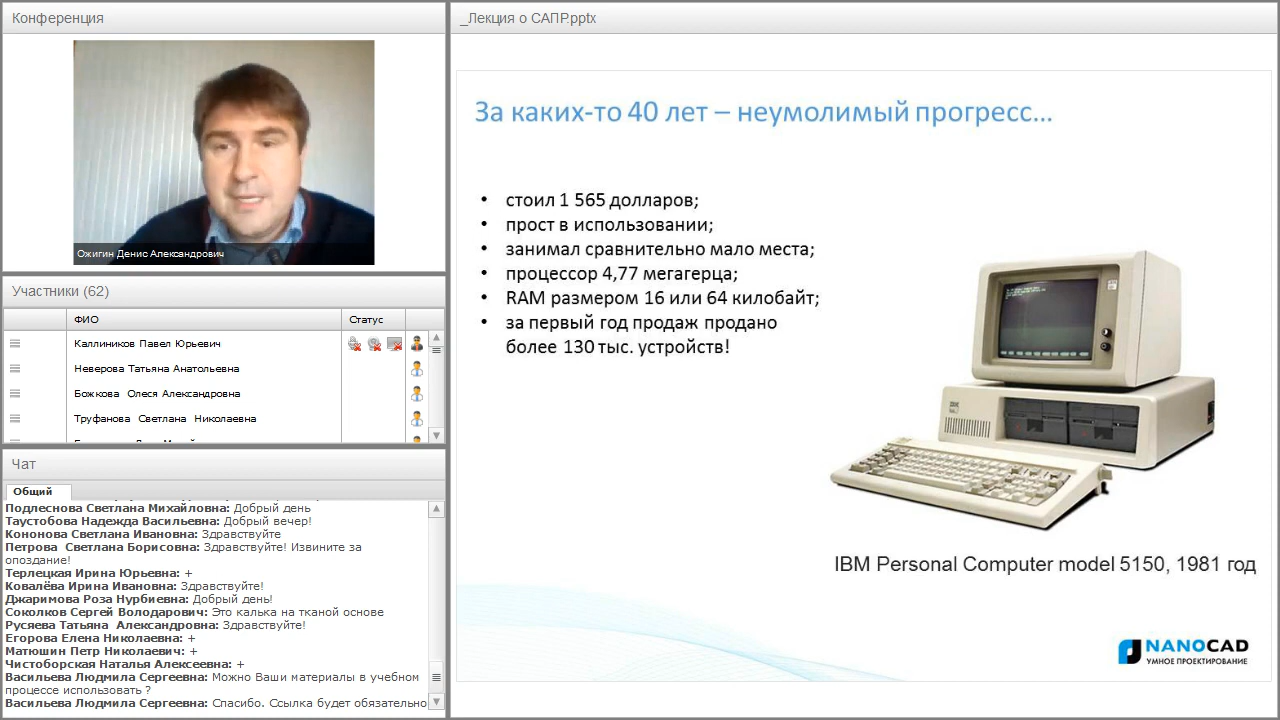 Конференция
Ожигин Денис Александрович
Участники (62)
ФИО
Статус
Каллиников Павел Юрьевич
Неверова Татьяна Анатольевна
Божкова Олеся Александровна
Труфанова Светлана Николаевна
Чат
Общий
Подлеснова Светлана Михайловна: Добрый день
Таустобова Надежда Васильевна: Добрый вечер!
Кононова Светлана Ивановна: Здравствуйте
Петрова Светлана Борисовна: Здравствуйте! Извините за
опоздание!
Терлецкая Ирина Юрьевна: +
Ковалёва Ирина Ивановна: Здравствуйте!
Джаримова Роза Нурбиевна: Добрый день!
Соколков Сергей Володарович: Это калька на тканой основе
Русяева Татьяна Александровна: Здравствуйте!
Егорова Елена Николаевна: +
Матюшин Петр Николаевич: +
Чистоборская Наталья Алексеевна: +
Васильева Людмила Сергеевна: Можно Ваши материалы в учебном
процессе использовать ?
Васильева Людмила Сергеевна: Спасибо. Ссылка будет обязательно
_Лекция о САПР.pptx
За каких-то 40 лет – неумолимый прогресс…
• стоил 1 565 долларов;
• прост в использовании;
• занимал сравнительно мало места;
• процессор 4,77 мегагерца;
• RAM размером 16 или 64 килобайт;
• за первый год продаж продано
более 130 тыс. устройств!
IBM
IBM Personal Computer model 5150, 1981 год
NANOCAD
УМНОЕ ПРОЕКТИРОВАНИЕ